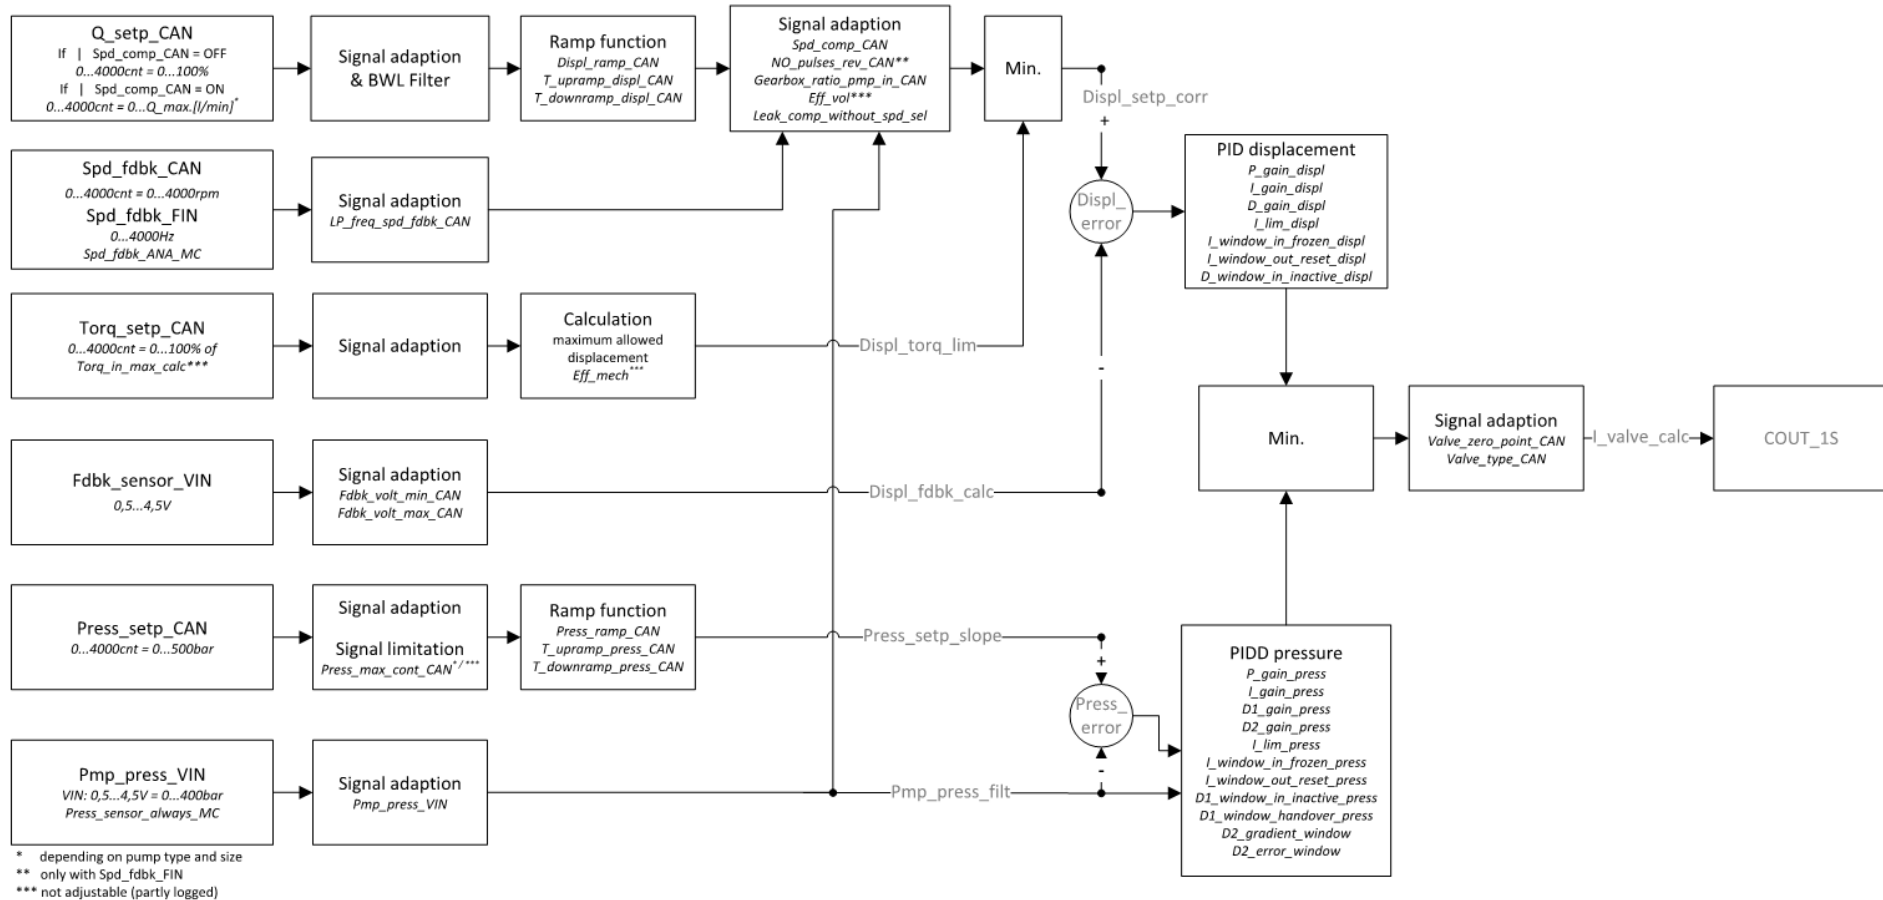 Q_setp_CAN
If | Spd_comp_CAN = OFF
0...4000cnt = 0...100%
If | Spd_comp_CAN = ON
0...4000cnt = 0...Q_max.[l/min]*
Signal adaption
& BWL Filter
Ramp function
Displ_ramp_CAN
T_upramp_displ_CAN
T_downramp_displ_CAN
Signal adaption
Spd_comp_CAN
NO_pulses_rev_CAN**
Gearbox_ratio_pmp_in_CAN
Eff_vol***
Leak_comp_without_spd_sel
Min.
Displ_setp_corr
+
Spd_fdbk_CAN
0...4000cnt = 0...4000rpm
Spd_fdbk_FIN
0...4000Hz
Spd_fdbk_ANA_MC
Signal adaption
LP_freq_spd_fdbk_CAN
Displ_
error
PID displacement
P_gain_displ
I_gain_displ
D_gain_displ
I_lim_displ
I_window_in_frozen_displ
I_window_out_reset_displ
D_window_in_inactive_displ
Torq_setp_CAN
0...4000cnt = 0...100% of
Torq_in_max_calc***
Signal adaption
Calculation
maximum allowed
displacement
Eff_mech***
Displ_torq_lim
-
Fdbk_sensor_VIN
0,5...4,5V
Signal adaption
Fdbk_volt_min_CAN
Fdbk_volt_max_CAN
Displ_fdbk_calc
Min.
Signal adaption
Valve_zero_point_CAN
Valve_type_CAN
I_valve_calc
COUT_1S
Press_setp_CAN
0...4000cnt = 0...500bar
Signal adaption
Signal limitation
Press_max_cont_CAN*/***
Ramp function
Press_ramp_CAN
T_upramp_press_CAN
T_downramp_press_CAN
Press_setp_slope
+
Press_
error
-
PIDD pressure
P_gain_press
I_gain_press
D1_gain_press
D2_gain_press
I_lim_press
I_window_in_frozen_press
I_window_out_reset_press
D1_window_in_inactive_press
D1_window_handover_press
D2_gradient_window
D2_error_window
Pmp_press_VIN
VIN: 0,5...4,5V = 0...400bar
Press_sensor_always_MC
Signal adaption
Pmp_press_VIN
Pmp_press_filt
* depending on pump type and size
** only with Spd_fdbk_FIN
*** not adjustable (partly logged)